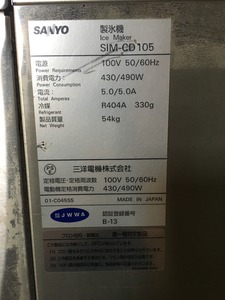 SANYO 製氷機
Ice Maker
SIM-CD105
電源 100V 50/60Hz
Power Requirements
消費電力: 430/490W
Power Consumption
電流: 5.0/5.0A
Total Amperes
冷媒 R404A 330g
Refrigerant
製品質量 54kg
Net Weight
三洋電機株式会社
定格電圧・定格周波数 100V 50/60Hz
電動機定格消費電力 430/490W
01-C04555 MADE IN JAPAN
JWWA 認証登録番号
B-13